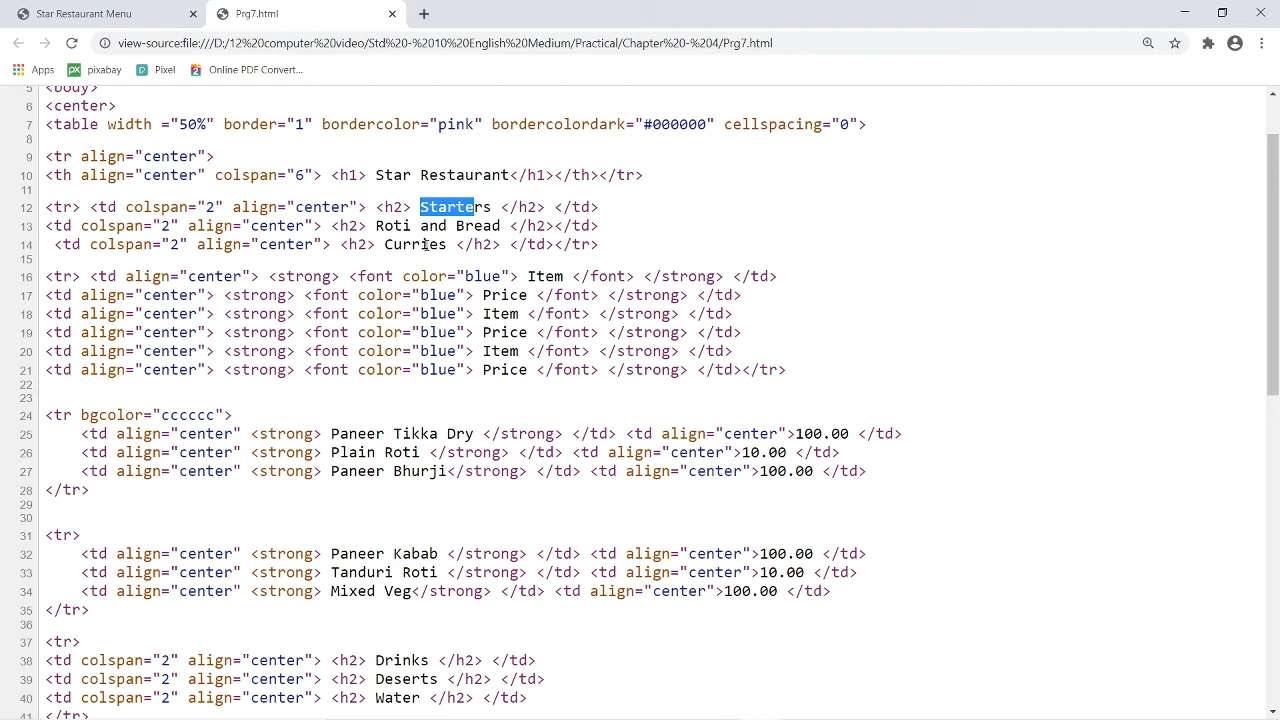 Star Restaurant Menu
Prg7.html
view-source:file:///D:/12%20computer%20video/Std%20-%2010%20English%20Medium/Practical/Chapter%20-%204/Prg7.html
Apps pixabay Pixel Online PDF Convert...
5 <body>
6 <center>
7 <table width ="50%" border="1" bordercolor="pink" bordercolordark="#000000" cellspacing="0">
8
9 <tr align="center">
10 <th align="center" colspan="6"> <h1> Star Restaurant</h1></th></tr>
11
12 <tr> <td colspan="2" align="center"> <h2> Starters </h2> </td>
13 <td colspan="2" align="center"> <h2> Roti and Bread </h2></td>
14 <td colspan="2" align="center"> <h2> Curries </h2> </td></tr>
15
16 <tr> <td align="center"> <strong> <font color="blue"> Item </font> </strong> </td>
17 <td align="center"> <strong> <font color="blue"> Price </font> </strong> </td>
18 <td align="center"> <strong> <font color="blue"> Item </font> </strong> </td>
19 <td align="center"> <strong> <font color="blue"> Price </font> </strong> </td>
20 <td align="center"> <strong> <font color="blue"> Item </font> </strong> </td>
21 <td align="center"> <strong> <font color="blue"> Price </font> </strong> </td></tr>
22
23
24 <tr bgcolor="cccccc">
25 <td align="center" <strong> Paneer Tikka Dry </strong> </td> <td align="center">100.00 </td>
26 <td align="center" <strong> Plain Roti </strong> </td> <td align="center">10.00 </td>
27 <td align="center" <strong> Paneer Bhurji</strong> </td> <td align="center">100.00 </td>
28 </tr>
29
30
31 <tr>
32 <td align="center" <strong> Paneer Kabab </strong> </td> <td align="center">100.00 </td>
33 <td align="center" <strong> Tanduri Roti </strong> </td> <td align="center">10.00 </td>
34 <td align="center" <strong> Mixed Veg</strong> </td> <td align="center">100.00 </td>
35 </tr>
36
37 <tr>
38 <td colspan="2" align="center"> <h2> Drinks </h2> </td>
39 <td colspan="2" align="center"> <h2> Deserts </h2> </td>
40 <td colspan="2" align="center"> <h2> Water </h2> </td>
41 </tr>